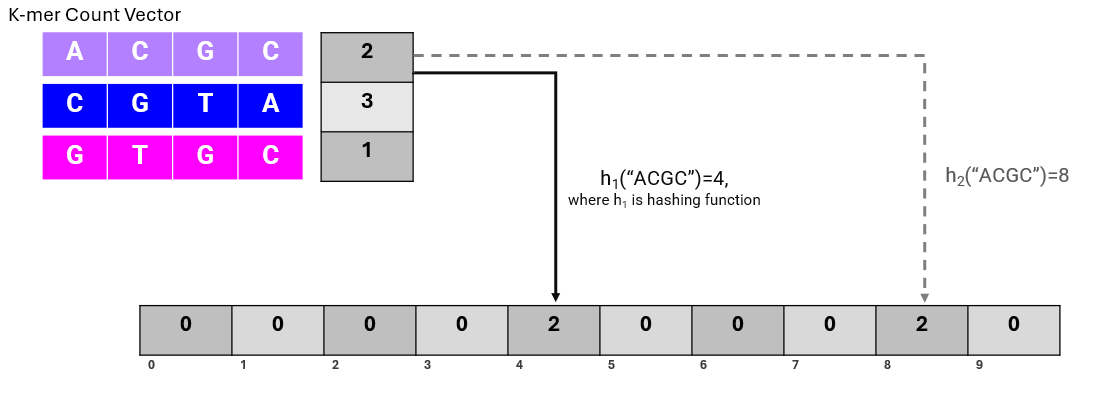 K-mer Count Vector
A C G C 2
C G T A 3
G T G C 1
h₁(“ACGC”)=4,
where h₁ is hashing function
h₂(“ACGC”)=8
0 0 0 0 2 0 0 0 2 0
0 1 2 3 4 5 6 7 8 9